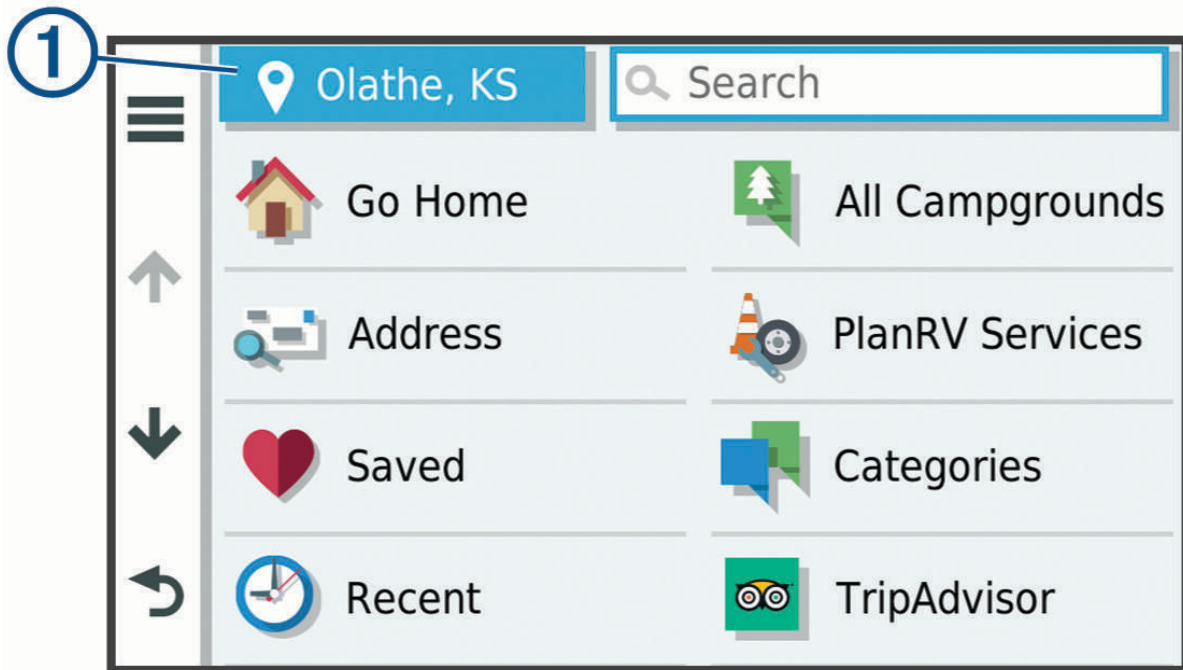 1
Olathe, KS
Search
Go Home
All Campgrounds
Address
PlanRV Services
Saved
Categories
Recent
TripAdvisor